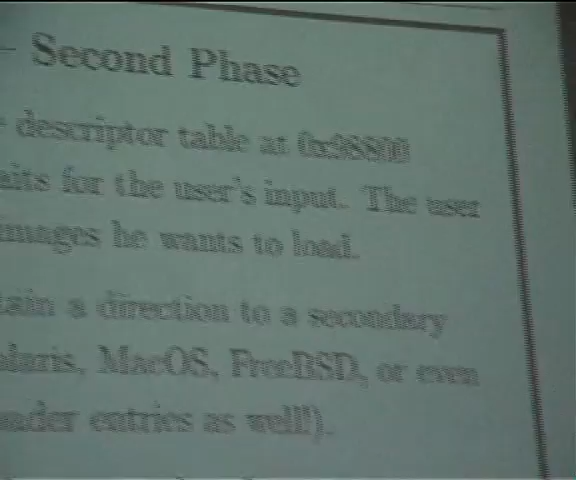 – Second Phase
descriptor table at
aits for the user's input. The user
images he wants to load.
tain a direction to a secondary
olaris, MacOS, FreeBSD, or even
ader entries as well!).